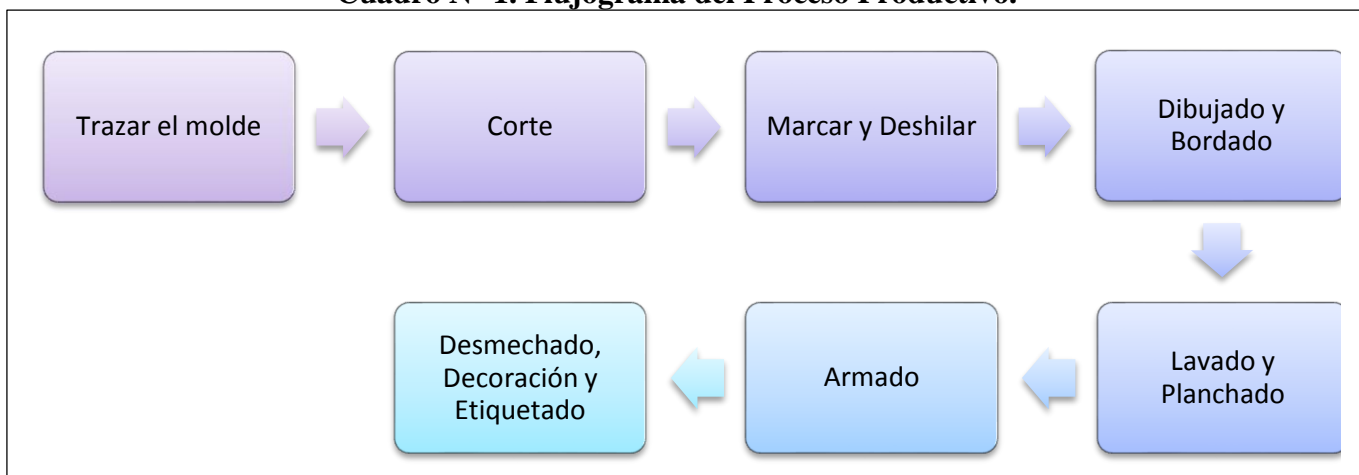 Cuadro N° 1. Flujograma del Proceso Productivo.
Trazar el molde
Corte
Marcar y Deshilar
Dibujado y
Bordado
Lavado y
Planchado
Armado
Desmechado,
Decoración y
Etiquetado